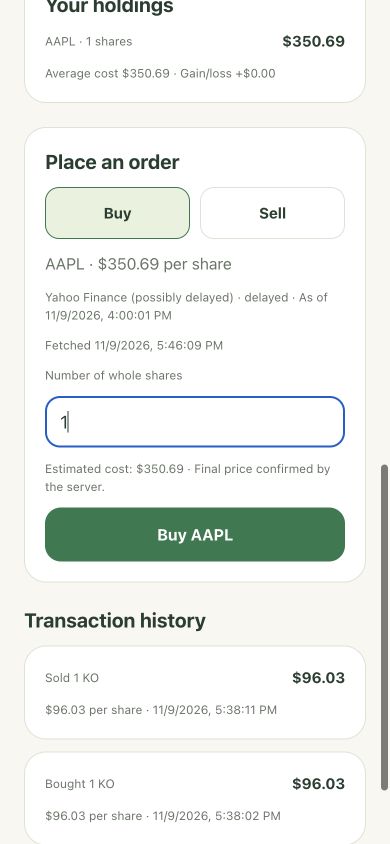 Your holdings
AAPL · 1 shares
$350.69
Average cost $350.69 · Gain/loss +$0.00
Place an order
Buy
Sell
AAPL · $350.69 per share
Yahoo Finance (possibly delayed) · delayed · As of
11/9/2026, 4:00:01 PM
Fetched 11/9/2026, 5:46:09 PM
Number of whole shares
1
Estimated cost: $350.69 · Final price confirmed by
the server.
Buy AAPL
Transaction history
Sold 1 KO
$96.03
$96.03 per share · 11/9/2026, 5:38:11 PM
Bought 1 KO
$96.03
$96.03 per share · 11/9/2026, 5:38:02 PM